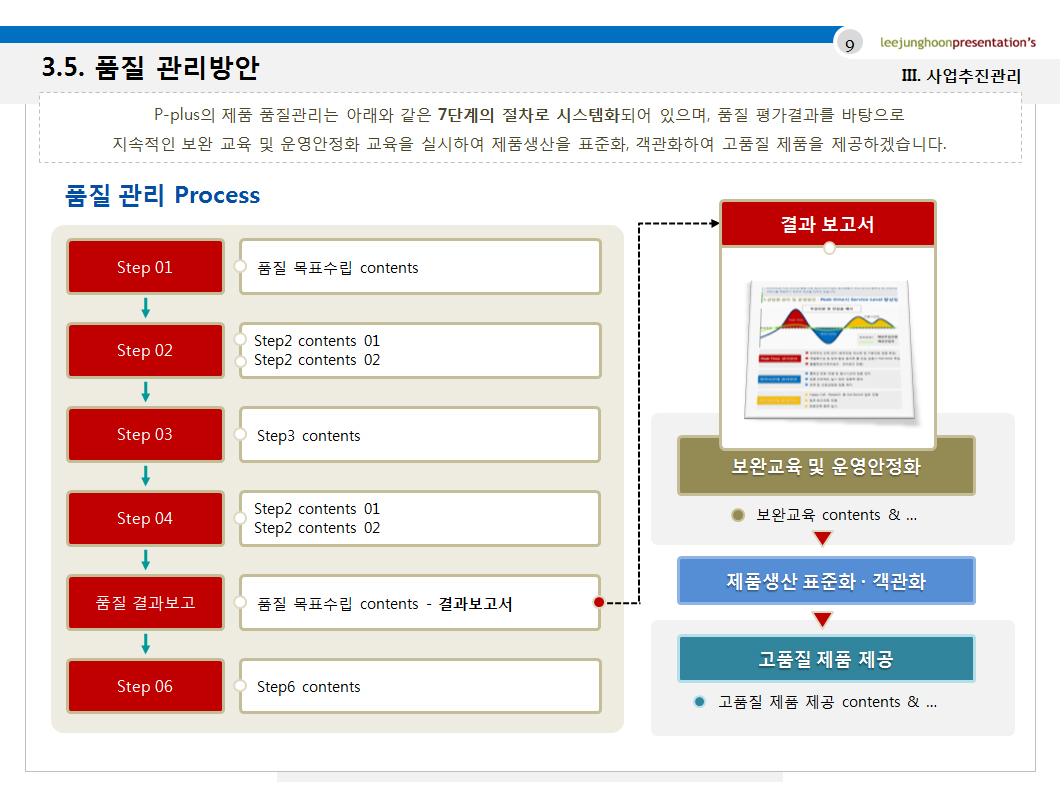 9
leejunghoonpresentation's
3.5. 품질 관리방안
III. 사업추진관리
P-plus의 제품 품질관리는 아래와 같은 7단계의 절차로 시스템화되어 있으며, 품질 평가결과를 바탕으로
지속적인 보완 교육 및 운영안정화 교육을 실시하여 제품생산을 표준화, 객관화하여 고품질 제품을 제공하겠습니다.
품질 관리 Process
Step 01
품질 목표수립 contents
Step 02
Step2 contents 01
Step2 contents 02
Step 03
Step3 contents
Step 04
Step2 contents 01
Step2 contents 02
품질 결과보고
품질 목표수립 contents - 결과보고서
Step 06
Step6 contents
결과 보고서
보완교육 및 운영안정화
보완교육 contents & ...
제품생산 표준화 · 객관화
고품질 제품 제공
고품질 제품 제공 contents & ...